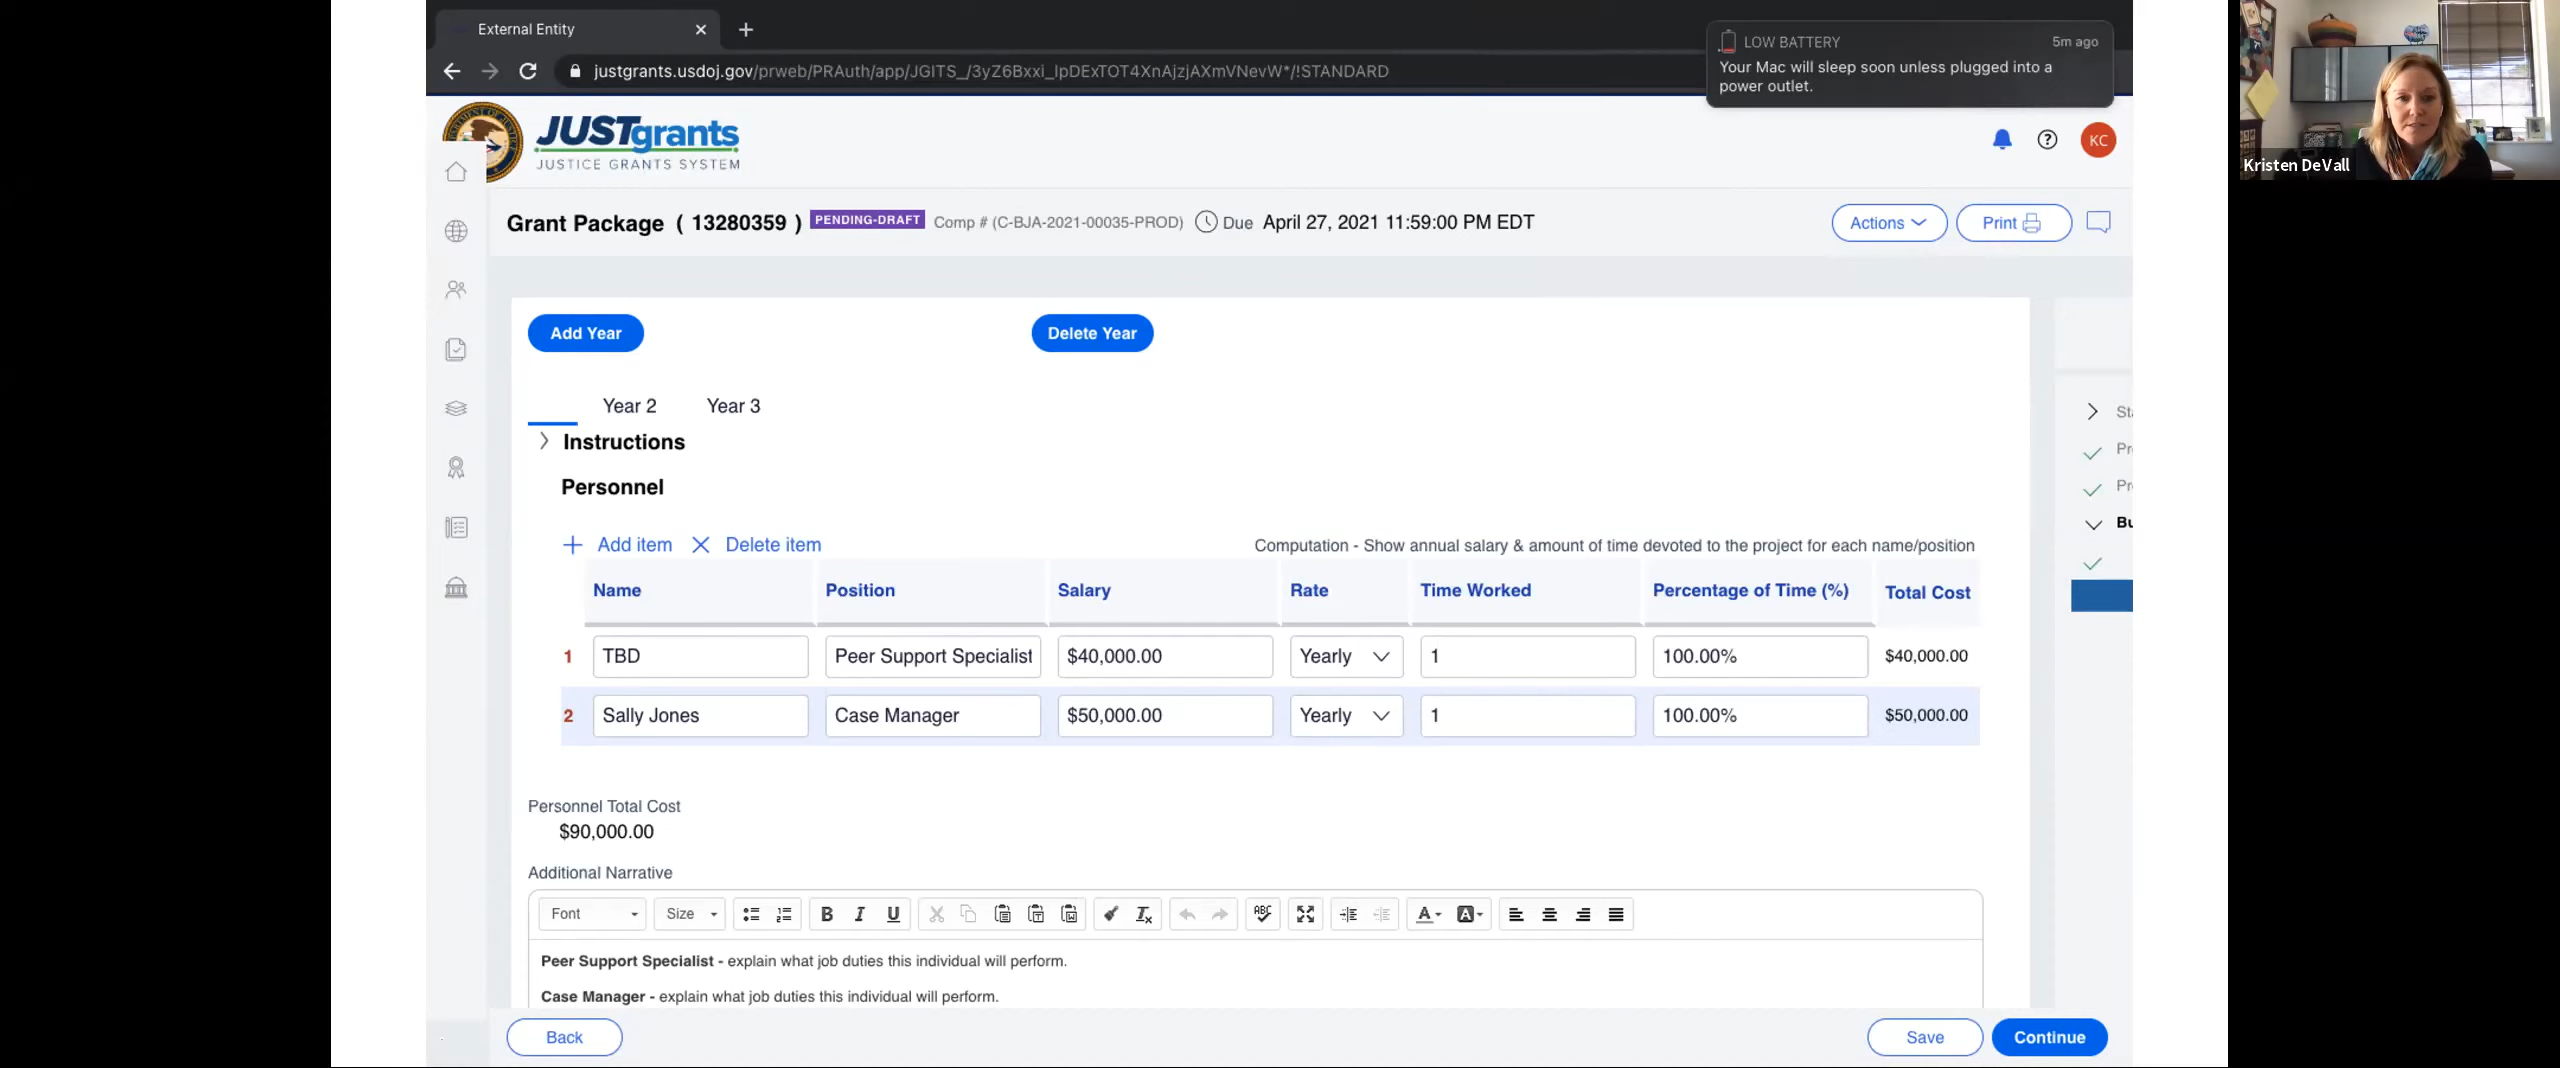 External Entity
LOW BATTERY
5m ago
Your Mac will sleep soon unless plugged into a
power outlet.
justgrants.usdoj.gov/prweb/PRAuth/app/JGITS_/3yZ6Bxxi_IpDExTOT4XnAjzjAXmVNevW*/!STANDARD
JUSTgrants
JUSTICE GRANTS SYSTEM
KC
Kristen DeVall
Grant Package ( 13280359 ) PENDING-DRAFT Comp # (C-BJA-2021-00035-PROD) Due April 27, 2021 11:59:00 PM EDT
Actions
Print
Add Year
Delete Year
Year 2
Year 3
Instructions
Personnel
Add item
Delete item
Computation - Show annual salary & amount of time devoted to the project for each name/position
Name Position Salary Rate Time Worked Percentage of Time (%) Total Cost
1 TBD Peer Support Specialist $40,000.00 Yearly 1 100.00% $40,000.00
2 Sally Jones Case Manager $50,000.00 Yearly 1 100.00% $50,000.00
Personnel Total Cost
$90,000.00
Additional Narrative
Font Size
Peer Support Specialist - explain what job duties this individual will perform.
Case Manager - explain what job duties this individual will perform.
Back
Save
Continue